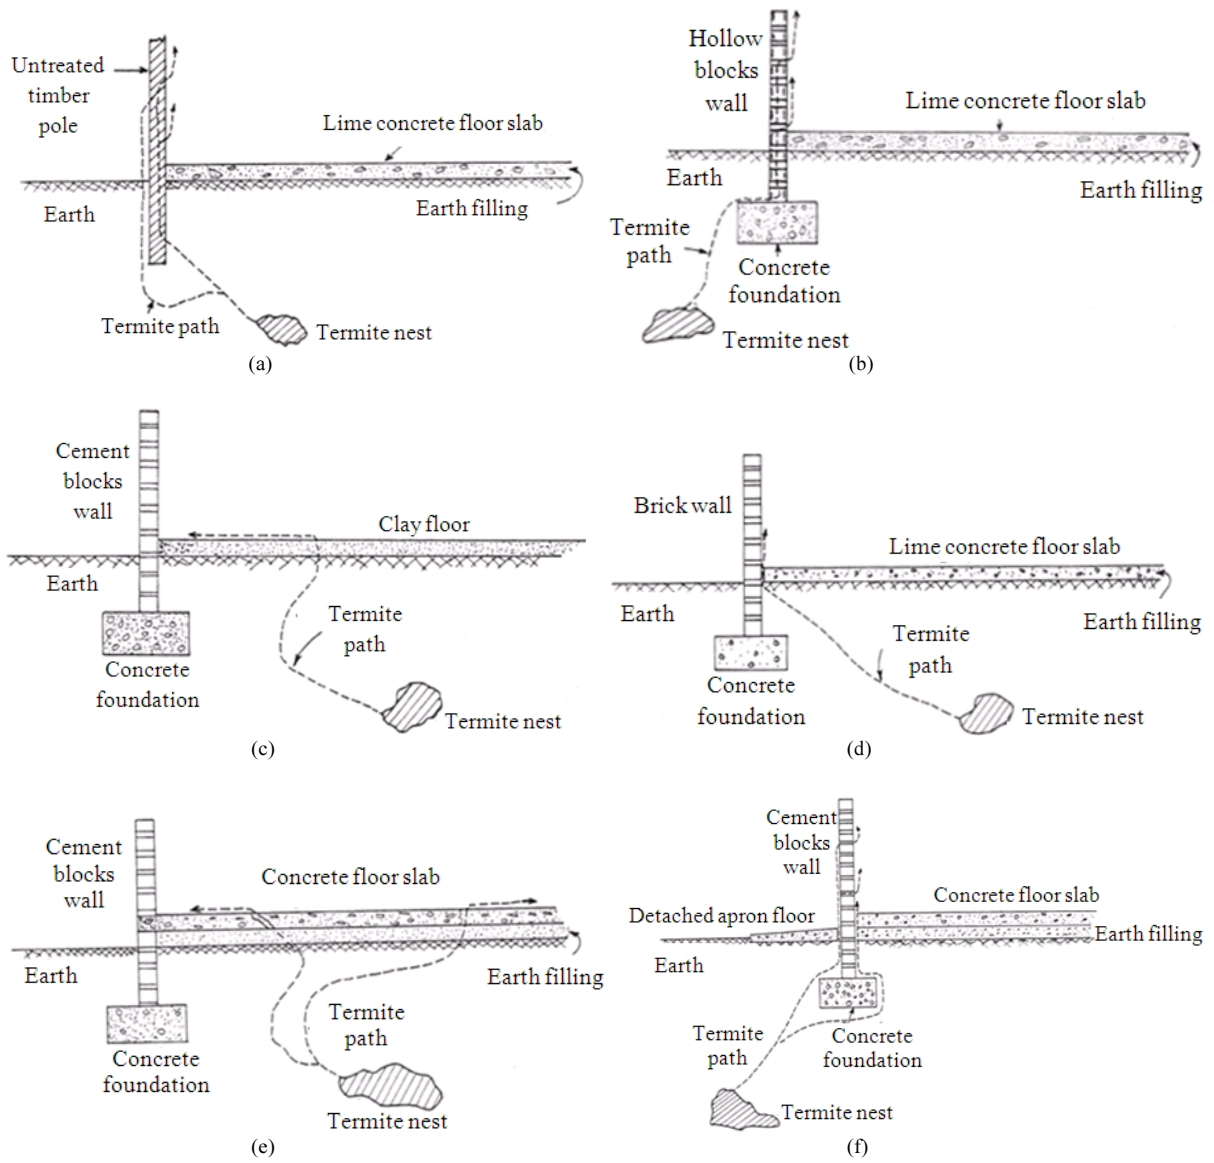 Untreated
timber
pole
Lime concrete floor slab
Earth
Earth filling
Termite path
Termite nest
(a)
Hollow
blocks
wall
Lime concrete floor slab
Earth
Earth filling
Termite
path
Concrete
foundation
Termite nest
(b)
Cement
blocks
wall
Clay floor
Earth
Termite
path
Concrete
foundation
Termite nest
(c)
Brick wall
Lime concrete floor slab
Earth
Earth filling
Termite
path
Concrete
foundation
Termite nest
(d)
Cement
blocks
wall
Concrete floor slab
Earth
Earth filling
Termite
path
Concrete
foundation
Termite nest
(e)
Cement
blocks
wall
Concrete floor slab
Detached apron floor
Earth filling
Earth
Termite
path
Concrete
foundation
Termite nest
(f)